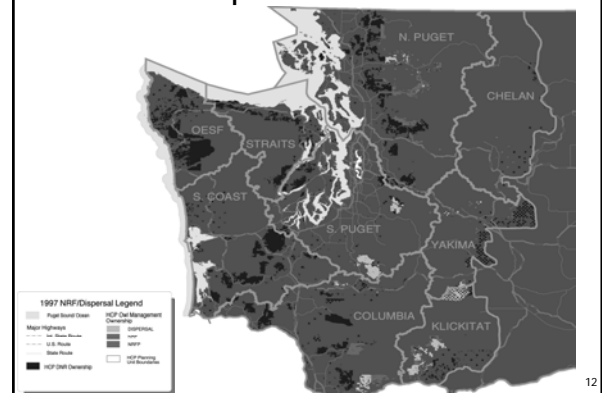 N. PUGET
CHELAN
OESF
STRAITS
S. COAST
S. PUGET
YAKIMA
COLUMBIA
KLICKITAT
1997 NRF/Dispersal Legend
Puget Sound Ocean
Major Highways
State Route
U.S. Route
State Route
HCP DNR Ownership
HCP Owl Management
Ownership
DISPERSAL
NRF
NRFP
HCP Planning
Unit Boundaries
12